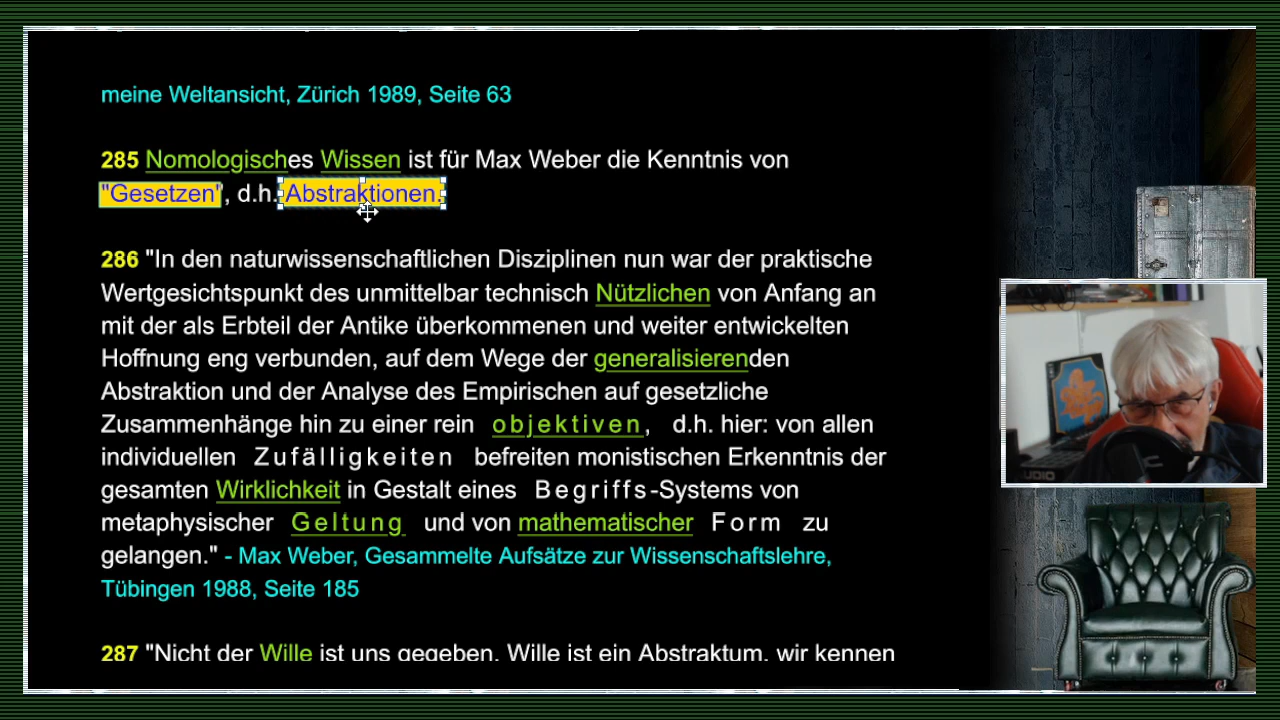 meine Weltansicht, Zürich 1989, Seite 63
285 Nomologisches Wissen ist für Max Weber die Kenntnis von
"Gesetzen", d.h. Abstraktionen.
286 "In den naturwissenschaftlichen Disziplinen nun war der praktische
Wertgesichtspunkt des unmittelbar technisch Nützlichen von Anfang an
mit der als Erbteil der Antike überkommenen und weiter entwickelten
Hoffnung eng verbunden, auf dem Wege der generalisierenden
Abstraktion und der Analyse des Empirischen auf gesetzliche
Zusammenhänge hin zu einer rein objektiven, d.h. hier: von allen
individuellen Zufälligkeiten befreiten monistischen Erkenntnis der
gesamten Wirklichkeit in Gestalt eines Begriffs-Systems von
metaphysischer Geltung und von mathematischer Form zu
gelangen." - Max Weber, Gesammelte Aufsätze zur Wissenschaftslehre,
Tübingen 1988, Seite 185
287 "Nicht der Wille ist uns gegeben, Wille ist ein Abstraktum, wir kennen